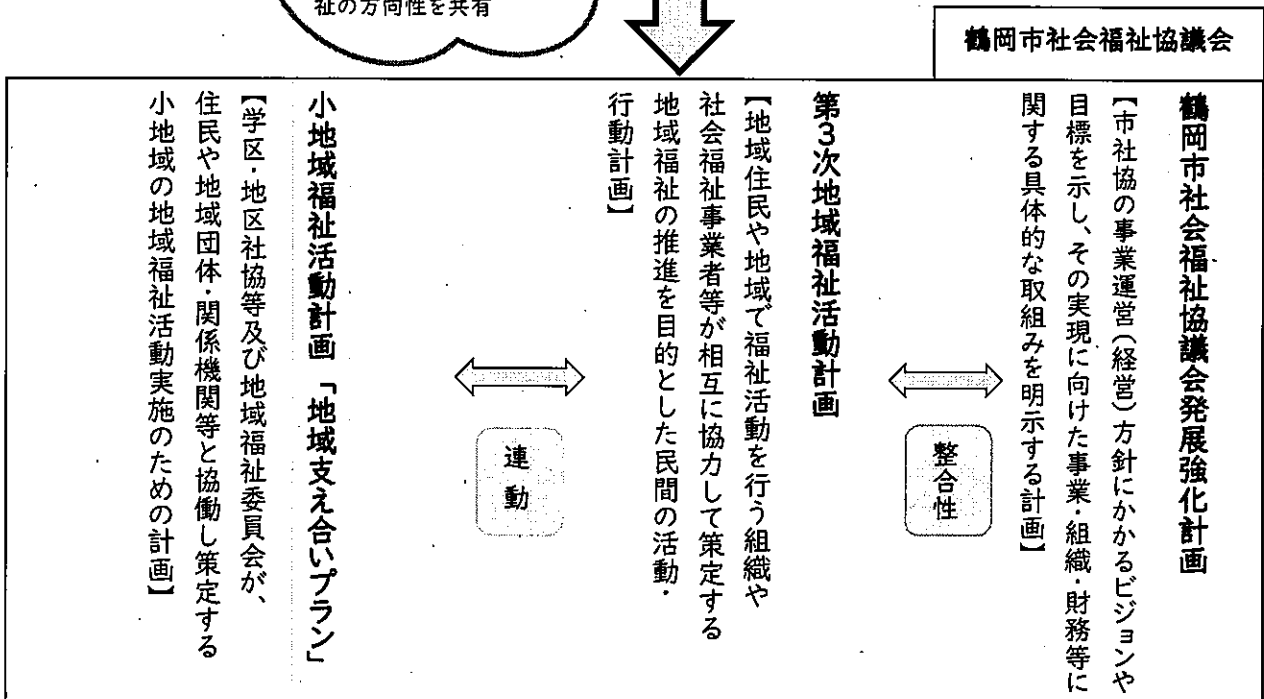 祉の方向性を共有
鶴岡市社会福祉協議会
鶴岡市社会福祉協議会発展強化計画
【市社協の事業運営(経営)方針にかかるビジョンや
目標を示し、その実現に向けた事業・組織・財務等に
関する具体的な取組みを明示する計画】
整合性
第3次地域福祉活動計画
【地域住民や地域で福祉活動を行う組織や
社会福祉事業者等が相互に協力して策定する
地域福祉の推進を目的とした民間の活動・
行動計画】
連動
小地域福祉活動計画 「地域支え合いプラン」
【学区・地区社協等及び地域福祉委員会が、
住民や地域団体・関係機関等と協働し策定する
小地域の地域福祉活動実施のための計画】